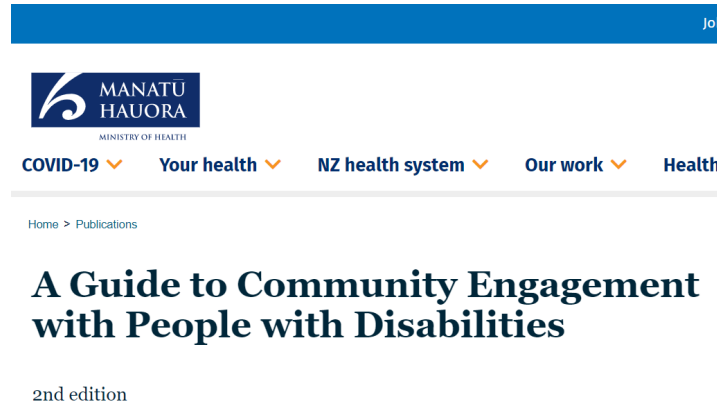 Jo
MANATŪ
HAUORA
MINISTRY OF HEALTH
COVID-19 Your health NZ health system Our work Health
Home > Publications
A Guide to Community Engagement
with People with Disabilities
2nd edition